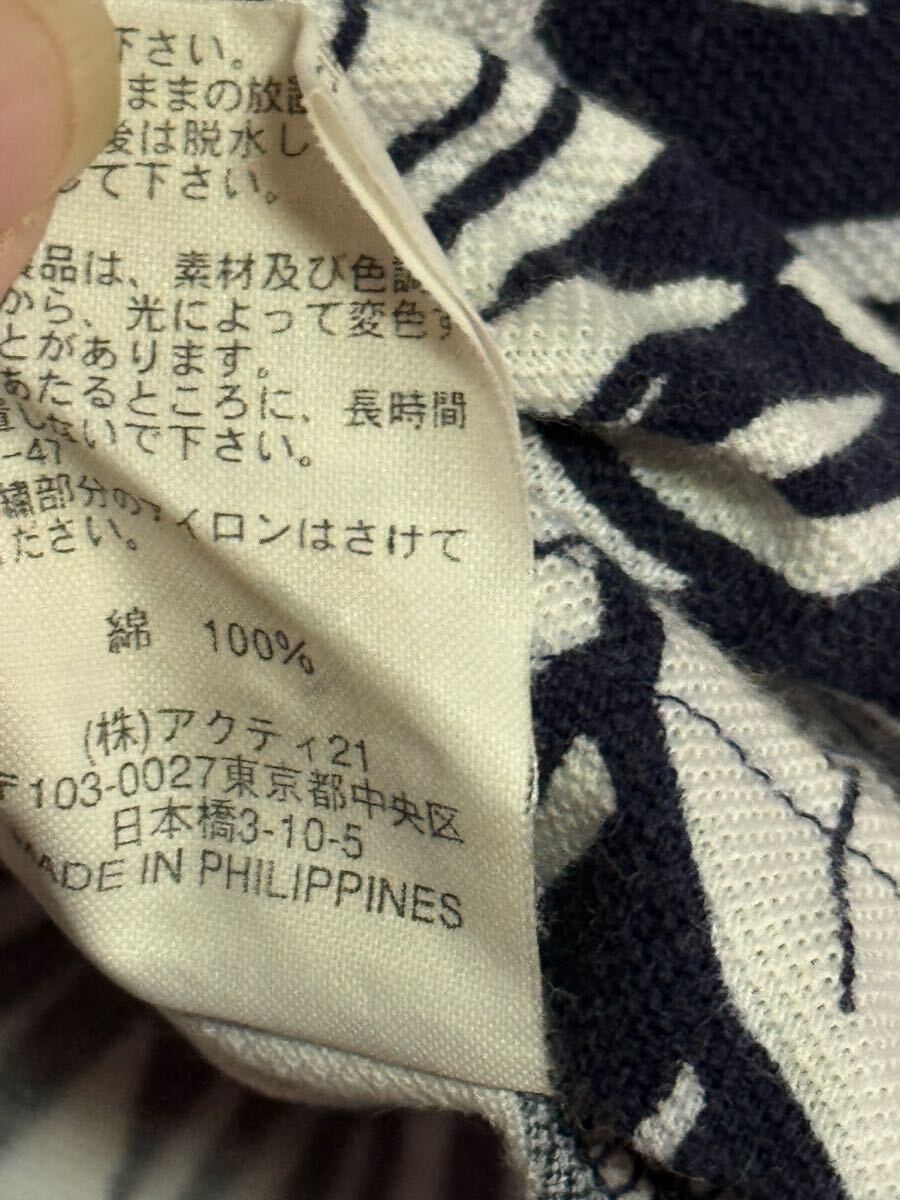 下さい。
ままの放置
後は脱水し
して下さい。
製品は、素材及び色調
から、光によって変色す
とがあります。
あたるところに、長時間
置しないで下さい。
-41
繍部分のアイロンはさけて
ださい。
綿 100%
(株)アクティ21
〒103-0027東京都中央区
日本橋3-10-5
MADE IN PHILIPPINES